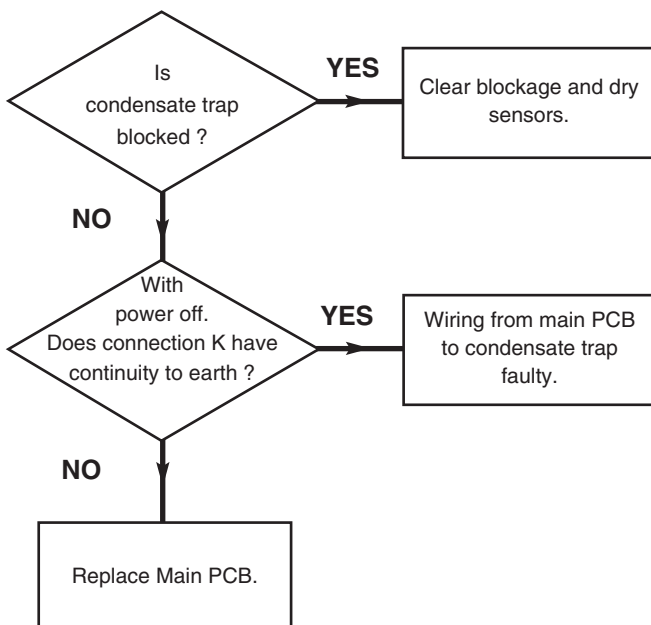 Is
condensate trap
blocked ?
YES
Clear blockage and dry
sensors.
NO
With
power off.
Does connection K have
continuity to earth ?
YES
Wiring from main PCB
to condensate trap
faulty.
NO
Replace Main PCB.